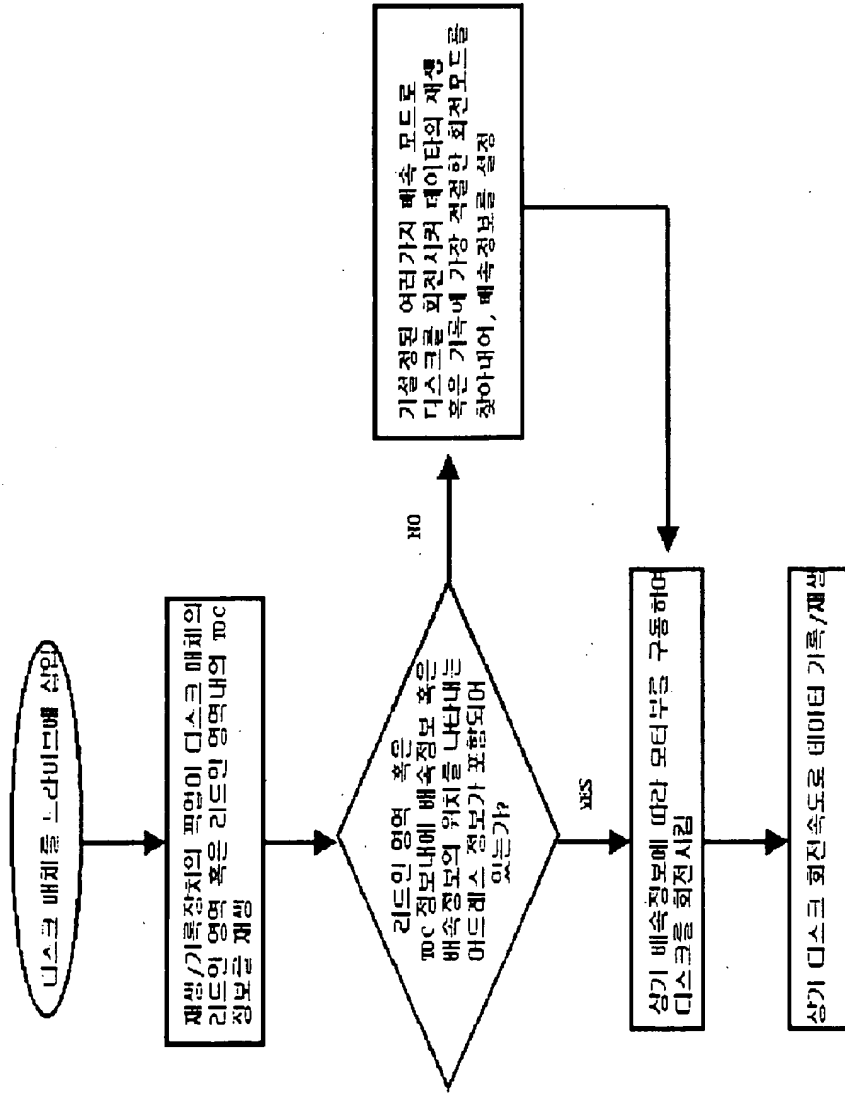 디스크 매체를 드라이브에 삽입
재생/기록장치의 픽업이 디스크 매체의
리드인 영역 혹은 리드인 영역내의 TOC
정보를 재생
리드인 영역 혹은
TOC 정보내에 배속정보 혹은
배속정보의 위치를 나타내는
어드레스 정보가 포함되어
있는가?
NO
기설정된 여러가지 배속 모드로
디스크를 회전시켜 데이타의 재생
혹은 기록에 가장 적절한 회전모드를
찾아내어, 배속정보를 설정
YES
상기 배속정보에 따라 모터부를 구동하며
디스크를 회전시킴
상기 디스크 회전속도로 데이터 기록/재생